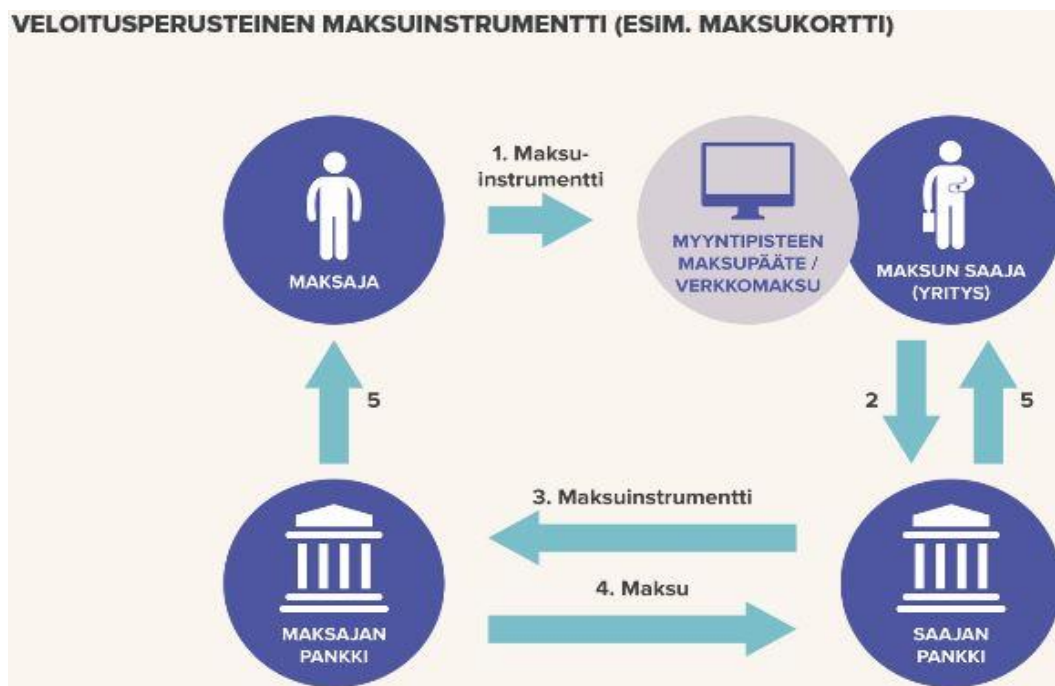 VELOITUSPERUSTEINEN MAKSUINSTRUMENTTI (ESIM. MAKSUKORTTI)
1. Maksu-
instrumentti
MAKSAJA
MYYNTIPISTEEN
MAKSUPÄÄTE /
VERKKOMAKSU
MAKSUN SAAJA
(YRITYS)
5
2
5
3. Maksuinstrumentti
4. Maksu
MAKSAJAN
PANKKI
SAAJAN
PANKKI